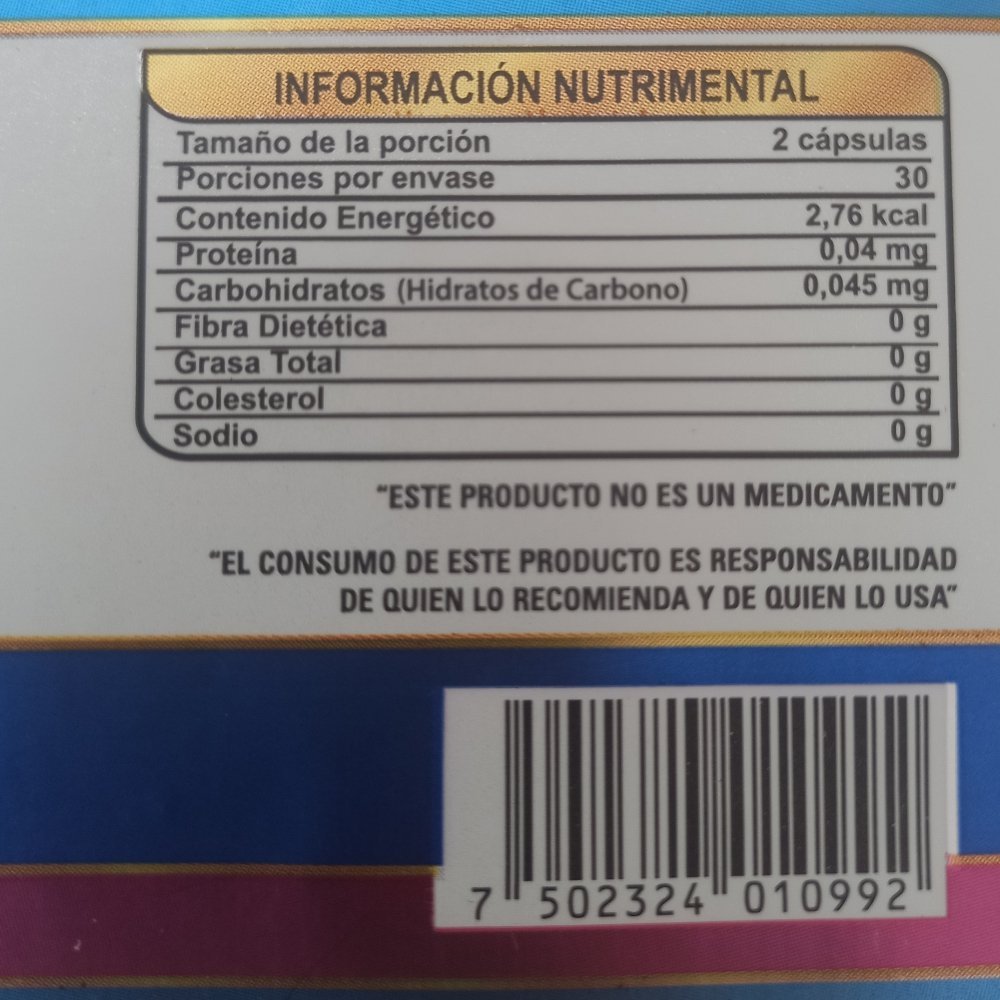 INFORMACIÓN NUTRIMENTAL
Tamaño de la porción 2 cápsulas
Porciones por envase 30
Contenido Energético 2,76 kcal
Proteína 0,04 mg
Carbohidratos (Hidratos de Carbono) 0,045 mg
Fibra Dietética 0 g
Grasa Total 0 g
Colesterol 0 g
Sodio 0 g
"ESTE PRODUCTO NO ES UN MEDICAMENTO"
"EL CONSUMO DE ESTE PRODUCTO ES RESPONSABILIDAD
DE QUIEN LO RECOMIENDA Y DE QUIEN LO USA"
7 502324 010992